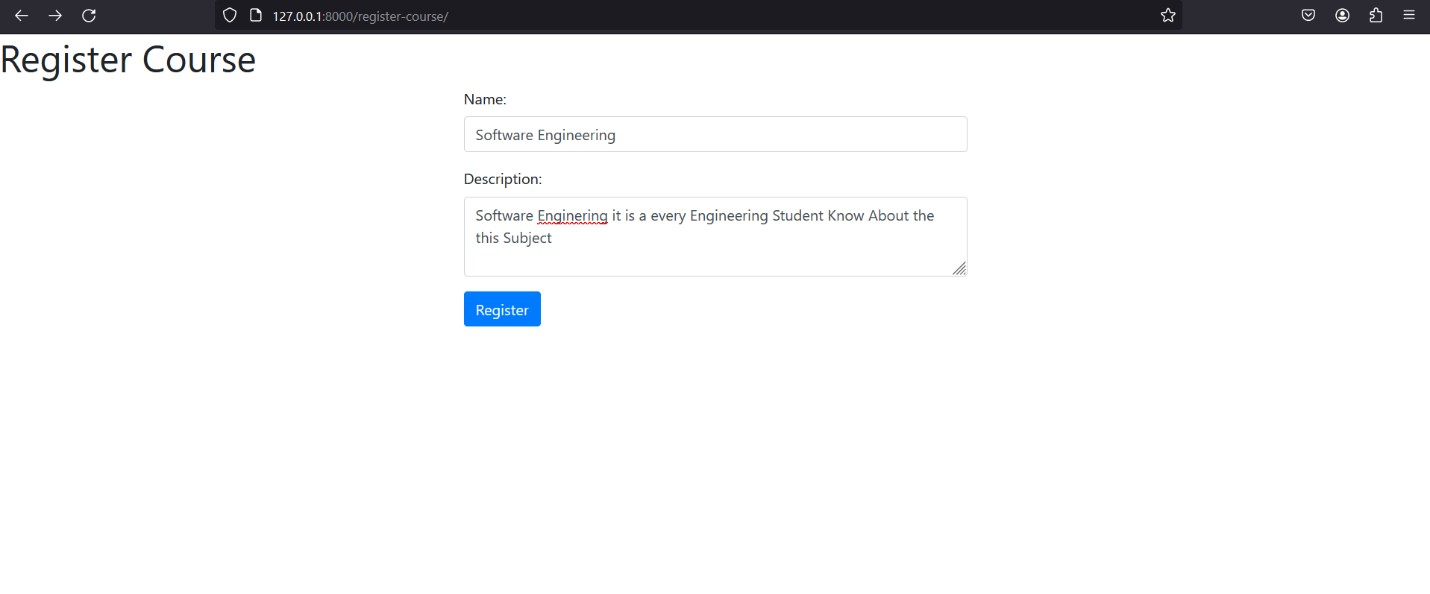 127.0.0.1:8000/register-course/
Register Course
Name:
Software Engineering
Description:
Software Enginering it is a every Engineering Student Know About the
this Subject
Register